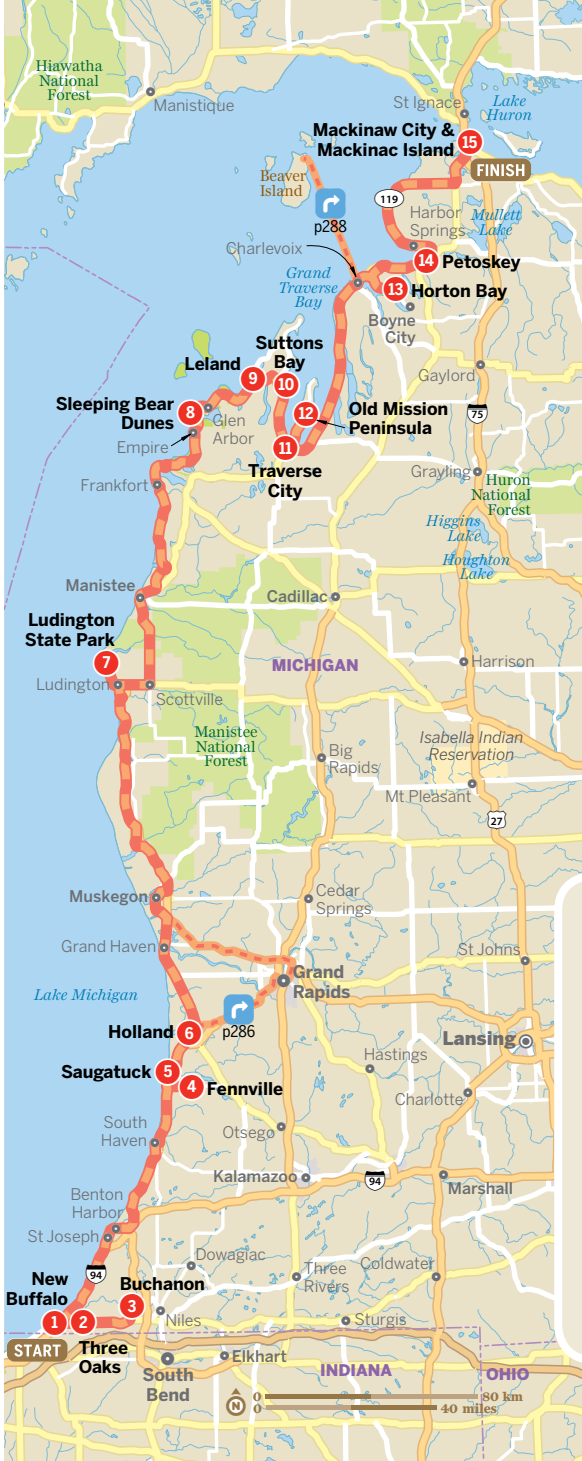 Hiawatha
National
Forest
Manistique
St Ignace
Lake
Huron
Mackinaw City &
Mackinac Island
15
FINISH
Beaver
Island
p288
119
Harbor
Springs
Mullett
Lake
Charlevoix
14
Petoskey
Grand
Traverse
Bay
13
Horton Bay
Boyne
City
Suttons
Bay
Leland
9
10
Gaylord
Sleeping Bear
Dunes
8
Glen
Arbor
12
Old Mission
Peninsula
75
Empire
11
Traverse
City
Grayling
Frankfort
Huron
National
Forest
Higgins
Lake
Houghton
Lake
Manistee
Cadillac
Ludington
State Park
7
MICHIGAN
Harrison
Ludington
Scottville
Manistee
National
Forest
Isabella Indian
Reservation
Big
Rapids
Mt Pleasant
27
Muskegon
Cedar
Springs
Grand Haven
St Johns
Grand
Rapids
Lake Michigan
p286
Holland
6
Lansing
Saugatuck
5
4
Fennville
Hastings
Charlotte
South
Haven
Otsego
Kalamazoo
94
Marshall
Benton
Harbor
St Joseph
94
Dowagiac
Three
Rivers
Coldwater
New
Buffalo
Buchanon
1
2
3
Niles
Sturgis
START
Three
Oaks
South
Bend
Elkhart
INDIANA
OHIO
N
0
80 km
0
40 miles